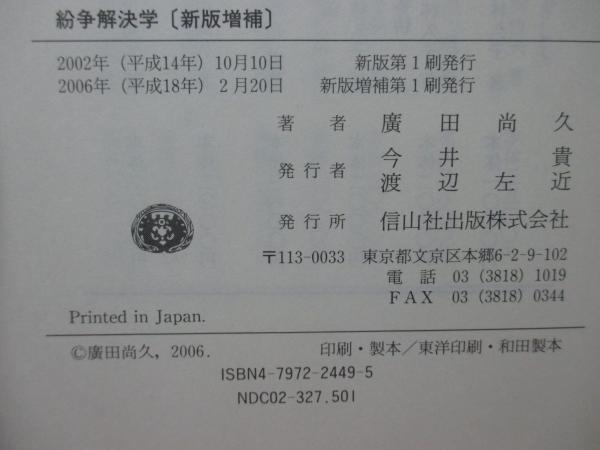 紛争解決学〔新版増補〕
2002年（平成14年）10月10日 新版第1刷発行
2006年（平成18年）2月20日 新版増補第1刷発行
著者 廣田尚久
発行者 今井貴
渡辺左近
発行所 信山社出版株式会社
〒113-0033 東京都文京区本郷6-2-9-102
電話 03（3818）1019
FAX 03（3818）0344
Printed in Japan.
©廣田尚久，2006. 印刷・製本／東洋印刷・和田製本
ISBN4-7972-2449-5
NDC02-327.501